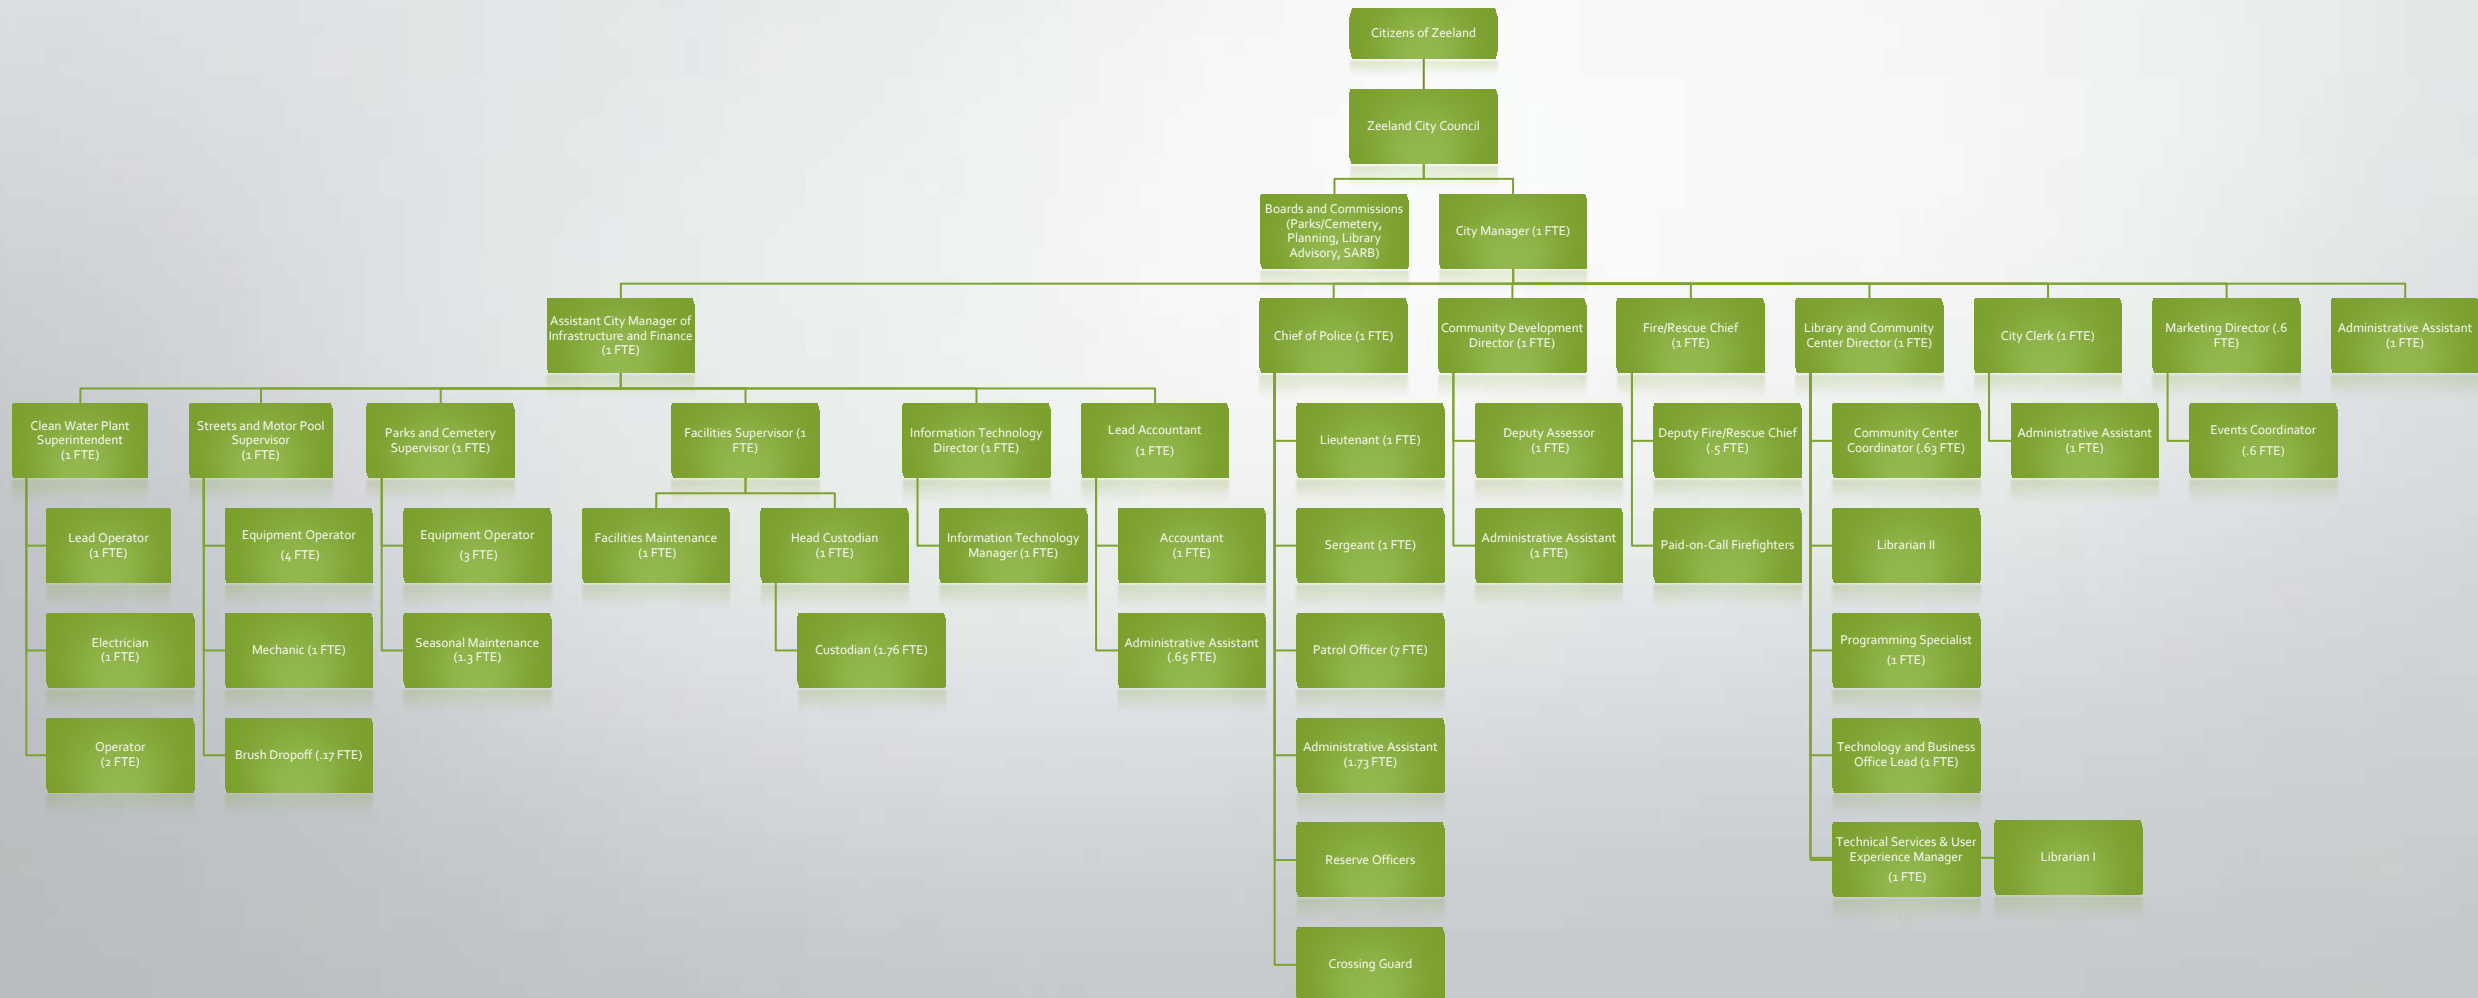 Citizens of Zeeland
Zeeland City Council
Boards and Commissions
(Parks/Cemetery,
Planning, Library
Advisory, SARB)
City Manager (1 FTE)
Assistant City Manager of
Infrastructure and Finance
(1 FTE)
Chief of Police (1 FTE)
Community Development
Director (1 FTE)
Fire/Rescue Chief
(1 FTE)
Library and Community
Center Director (1 FTE)
City Clerk (1 FTE)
Marketing Director (.6
FTE)
Administrative Assistant
(1 FTE)
Clean Water Plant
Superintendent
(1 FTE)
Streets and Motor Pool
Supervisor
(1 FTE)
Parks and Cemetery
Supervisor (1 FTE)
Facilities Supervisor (1
FTE)
Information Technology
Director (1 FTE)
Lead Accountant
(1 FTE)
Lieutenant (1 FTE)
Deputy Assessor
(1 FTE)
Deputy Fire/Rescue Chief
(.5 FTE)
Community Center
Coordinator (.63 FTE)
Administrative Assistant
(1 FTE)
Events Coordinator
(.6 FTE)
Lead Operator
(1 FTE)
Equipment Operator
(4 FTE)
Equipment Operator
(3 FTE)
Facilities Maintenance
(1 FTE)
Head Custodian
(1 FTE)
Information Technology
Manager (1 FTE)
Accountant
(1 FTE)
Sergeant (1 FTE)
Administrative Assistant
(1 FTE)
Paid-on-Call Firefighters
Librarian II
Electrician
(1 FTE)
Mechanic (1 FTE)
Seasonal Maintenance
(1.3 FTE)
Custodian (1.76 FTE)
Administrative Assistant
(.65 FTE)
Patrol Officer (7 FTE)
Programming Specialist
(1 FTE)
Operator
(2 FTE)
Brush Dropoff (.17 FTE)
Administrative Assistant
(1.73 FTE)
Technology and Business
Office Lead (1 FTE)
Reserve Officers
Technical Services & User
Experience Manager
(1 FTE)
Librarian I
Crossing Guard